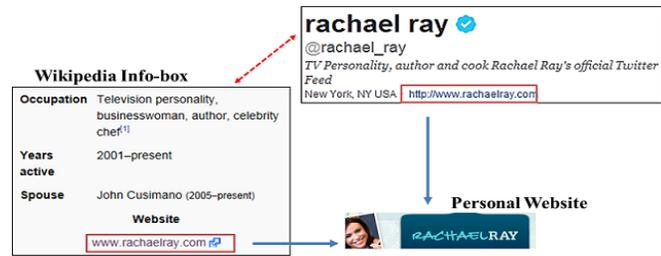 rachael ray
@rachael_ray
TV Personality, author and cook Rachael Ray's official Twitter
Feed
New York, NY USA http://www.rachaelray.com
Wikipedia Info-box
Occupation Television personality,
businesswoman, author, celebrity
chef[1]
Years 2001–present
active
Spouse John Cusimano (2005–present)
Website
www.rachaelray.com
Personal Website
RACHAELRAY